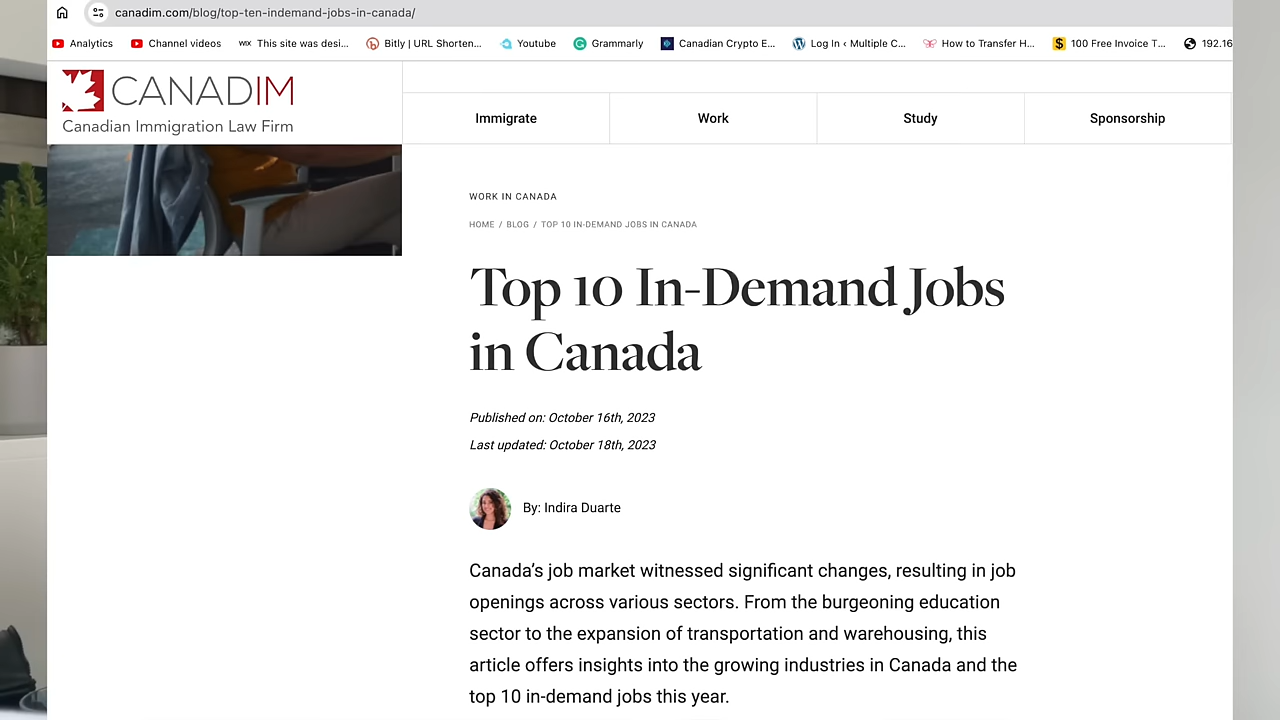 canadim.com/blog/top-ten-indemand-jobs-in-canada/
Analytics
Channel videos
WIX This site was desi...
Bitly | URL Shorten...
Youtube
Grammarly
Canadian Crypto E...
Log In ‹ Multiple C...
How to Transfer H...
$ 100 Free Invoice T...
192.16
CANADIM
Canadian Immigration Law Firm
Immigrate
Work
Study
Sponsorship
WORK IN CANADA
HOME / BLOG / TOP 10 IN-DEMAND JOBS IN CANADA
Top 10 In-Demand Jobs
in Canada
Published on: October 16th, 2023
Last updated: October 18th, 2023
By: Indira Duarte
Canada’s job market witnessed significant changes, resulting in job
openings across various sectors. From the burgeoning education
sector to the expansion of transportation and warehousing, this
article offers insights into the growing industries in Canada and the
top 10 in-demand jobs this year.